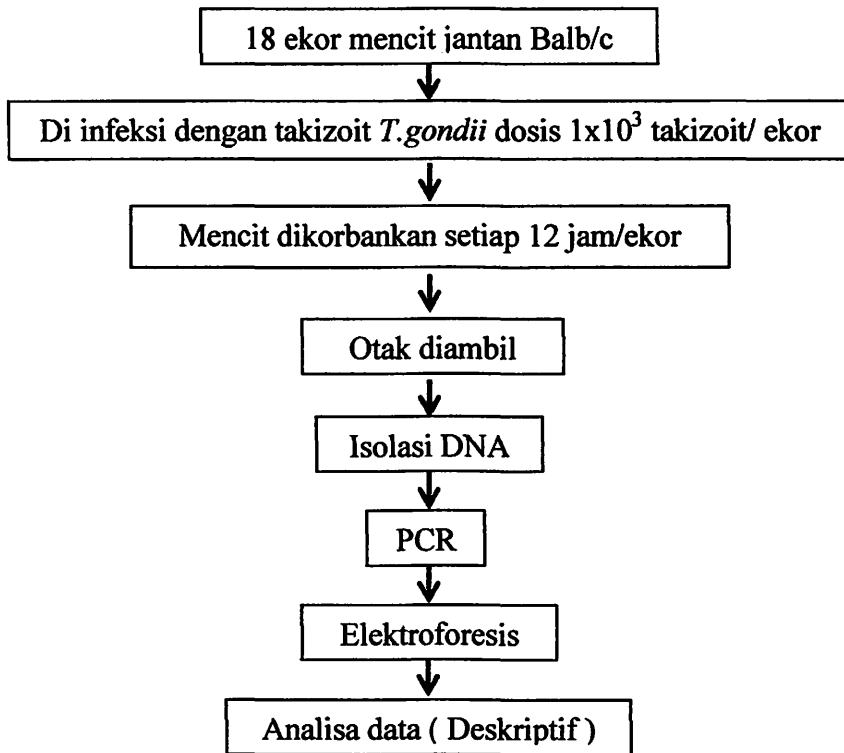 18 ekor mencit jantan Balb/c
Di infeksi dengan takizoit T.gondii dosis 1x10³ takizoit/ ekor
Mencit dikorbankan setiap 12 jam/ekor
Otak diambil
Isolasi DNA
PCR
Elektroforesis
Analisa data ( Deskriptif )